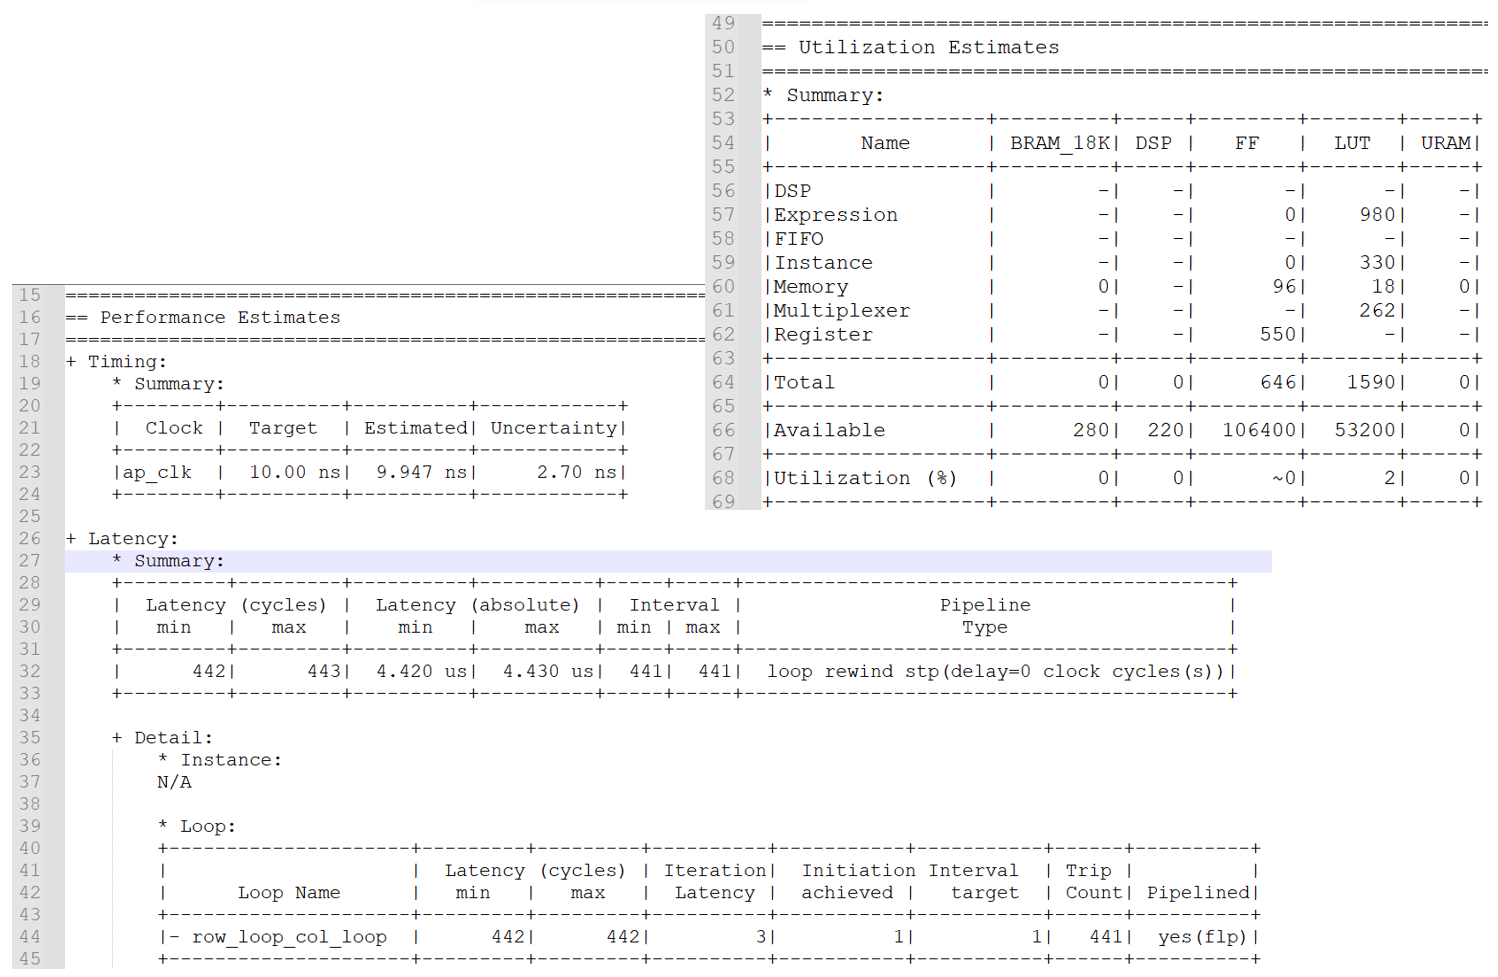 49 ==============================================================
50 == Utilization Estimates
51 ==============================================================
52 * Summary:
53 +-----------------+---------+-----+--------+-------+-----+
54 |       Name      | BRAM_18K| DSP |   FF   |  LUT  | URAM|
55 +-----------------+---------+-----+--------+-------+-----+
56 |DSP              |        -|    -|       -|      -|    -|
57 |Expression       |        -|    -|       0|    980|    -|
58 |FIFO             |        -|    -|       -|      -|    -|
59 |Instance         |        -|    -|       0|    330|    -|
60 |Memory           |        0|    -|      96|     18|    0|
61 |Multiplexer      |        -|    -|       -|    262|    -|
62 |Register         |        -|    -|     550|      -|    -|
63 +-----------------+---------+-----+--------+-------+-----+
64 |Total            |        0|    0|     646|   1590|    0|
65 +-----------------+---------+-----+--------+-------+-----+
66 |Available        |      280|  220|  106400|  53200|    0|
67 +-----------------+---------+-----+--------+-------+-----+
68 |Utilization (%)  |        0|    0|      ~0|      2|    0|
69 +-----------------+---------+-----+--------+-------+-----+
15 ==============================================================
16 == Performance Estimates
17 ==============================================================
18 + Timing:
19     * Summary:
20     +--------+----------+----------+------------+
21     |  Clock |  Target  | Estimated| Uncertainty|
22     +--------+----------+----------+------------+
23     |ap_clk  |  10.00 ns|  9.947 ns|     2.70 ns|
24     +--------+----------+----------+------------+
25
26 + Latency:
27     * Summary:
28     +---------+---------+----------+----------+-----+-----+------------------------------------------+
29     |  Latency (cycles) |  Latency (absolute) |  Interval |                 Pipeline                 |
30     |   min   |   max   |    min   |    max   | min | max |                   Type                   |
31     +---------+---------+----------+----------+-----+-----+------------------------------------------+
32     |      442|      443|  4.420 us|  4.430 us|  441|  441|  loop rewind stp(delay=0 clock cycles(s))|
33     +---------+---------+----------+----------+-----+-----+------------------------------------------+
34
35     + Detail:
36         * Instance:
37         N/A
38
39         * Loop:
40         +---------------------+---------+---------+----------+-----------+-----------+------+----------+
41         |                     |  Latency (cycles) | Iteration|  Initiation Interval  | Trip |          |
42         |      Loop Name      |   min   |   max   |  Latency |  achieved |   target  | Count| Pipelined|
43         +---------------------+---------+---------+----------+-----------+-----------+------+----------+
44         |- row_loop_col_loop  |      442|      442|         3|          1|          1|   441|  yes(flp)|
45         +---------------------+---------+---------+----------+-----------+-----------+------+----------+